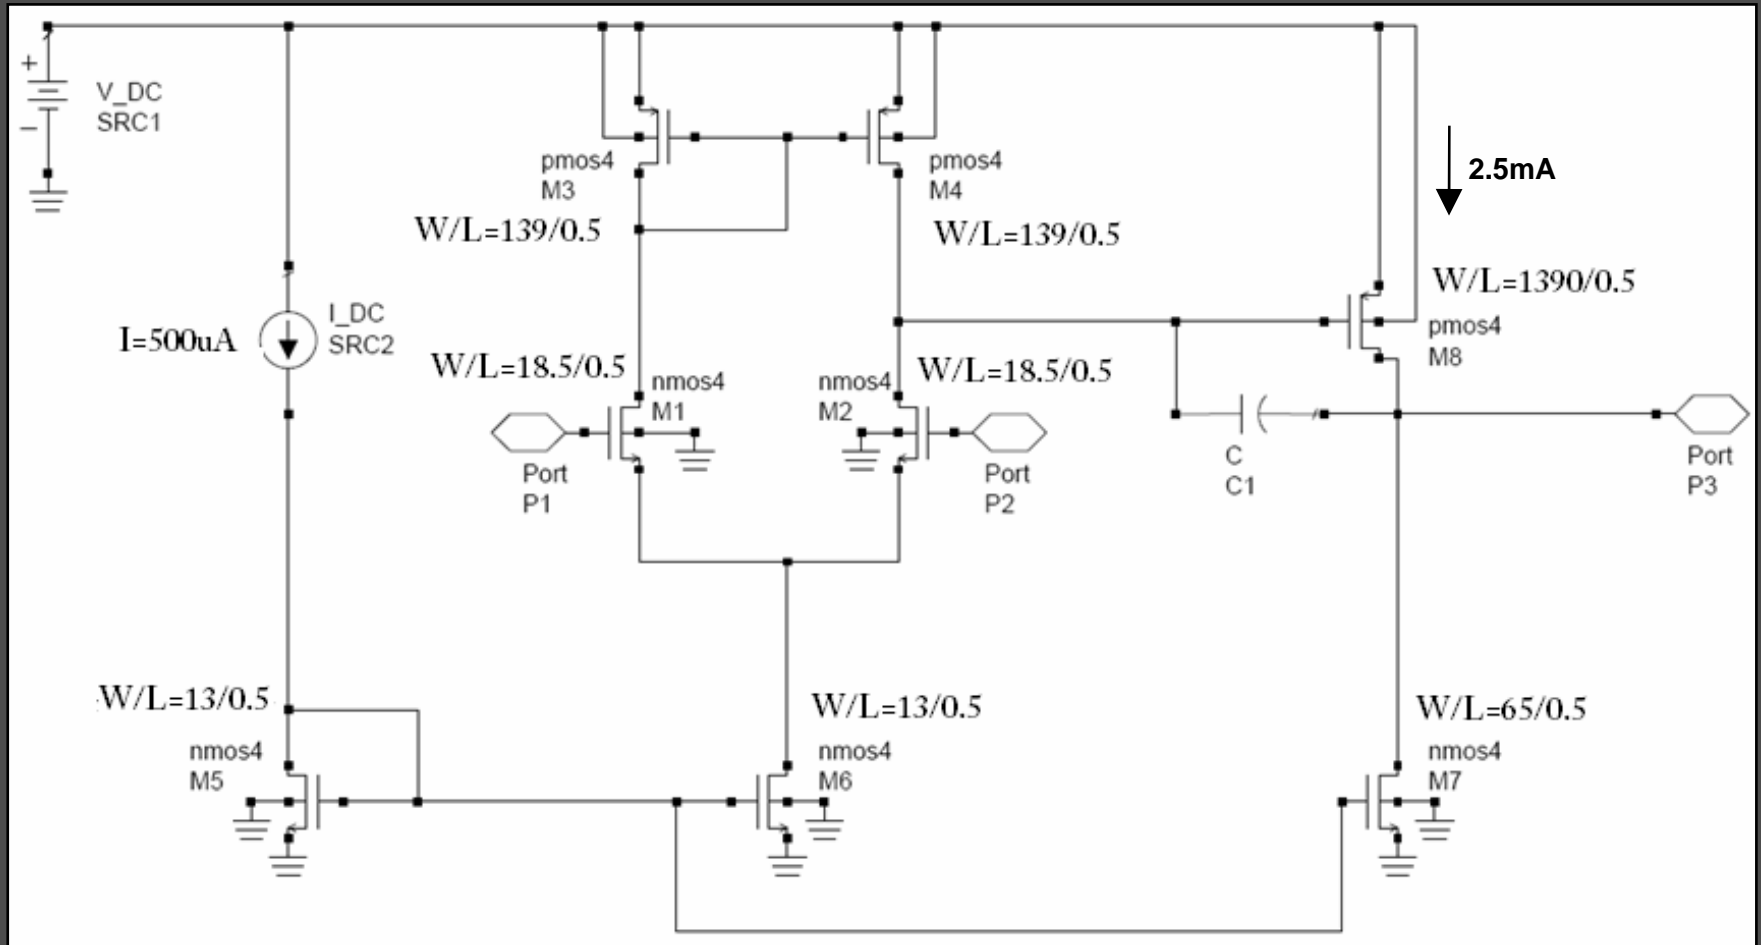 +
V_DC
SRC1
−
pmos4
M3
W/L=139/0.5
pmos4
M4
W/L=139/0.5
2.5mA
W/L=1390/0.5
pmos4
M8
I=500uA
I_DC
SRC2
W/L=18.5/0.5
nmos4
M1
W/L=18.5/0.5
nmos4
M2
Port
P1
Port
P2
C
C1
Port
P3
W/L=13/0.5
nmos4
M5
W/L=13/0.5
nmos4
M6
W/L=65/0.5
nmos4
M7